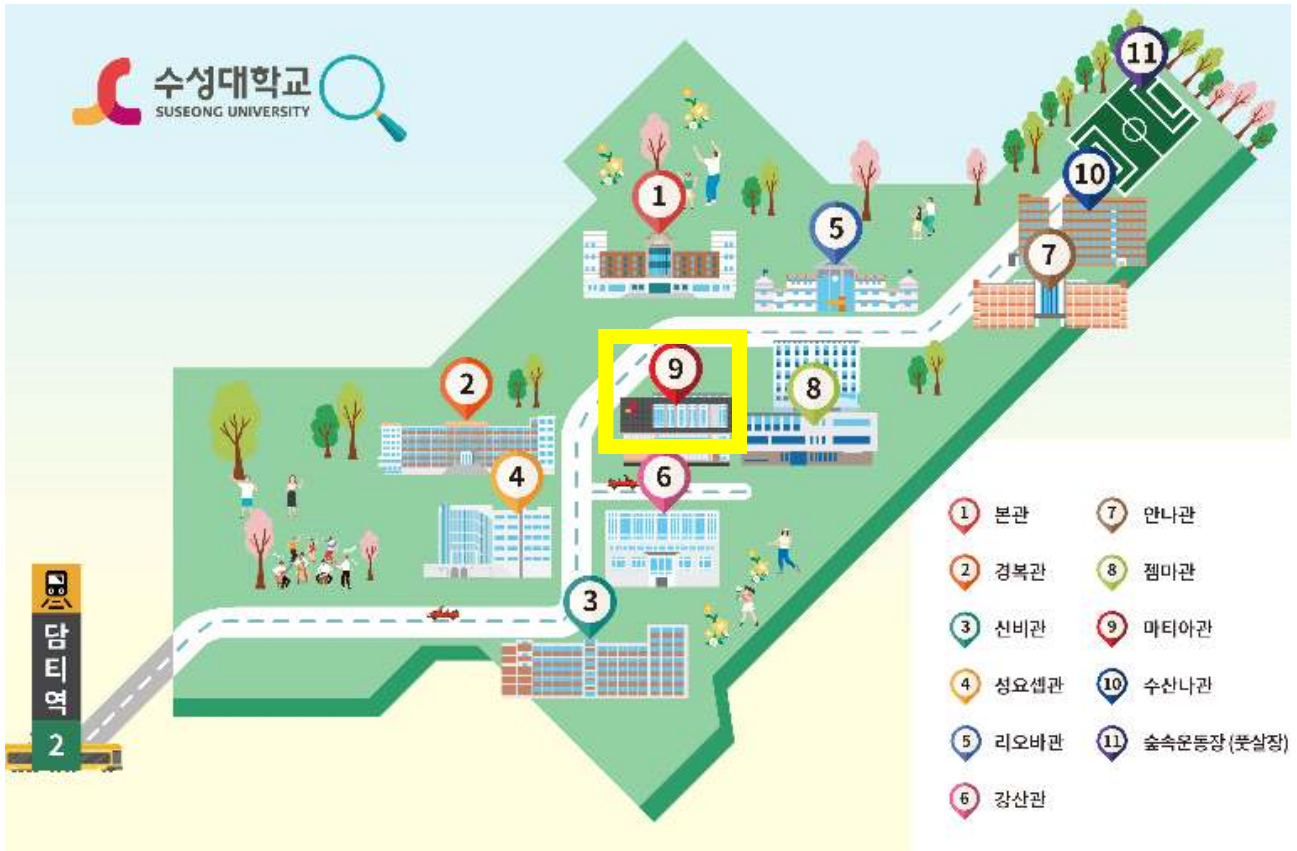 수성대학교
SUSEONG UNIVERSITY
11
10
1
5
7
9
2
8
4
6
3
담티역
2
1 본관
2 경복관
3 신비관
4 성요셉관
5 리오바관
6 강산관
7 안나관
8 젬마관
9 마티아관
10 수산나관
11 숲속운동장(풋살장)